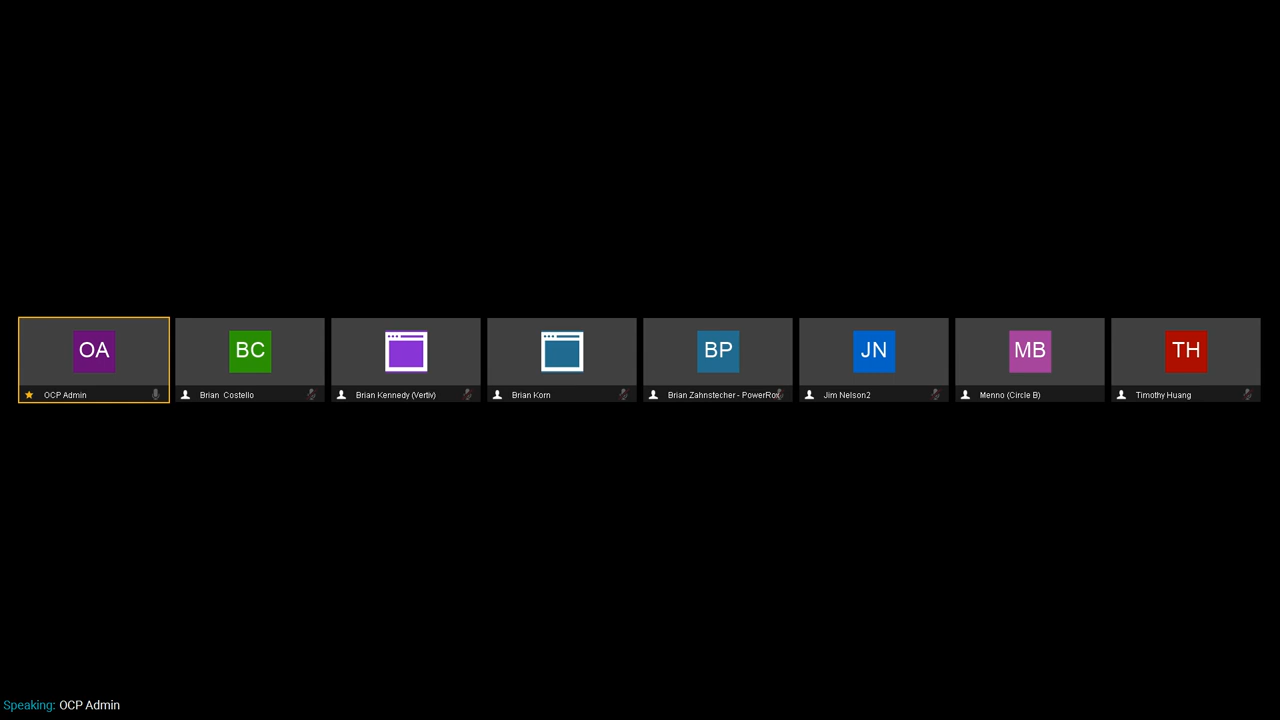 OA
BC
BP
JN
MB
TH
OCP Admin
Brian Costello
Brian Kennedy (Vertiv)
Brian Korn
Brian Zahnstecher - PowerRox
Jim Nelson2
Menno (Circle B)
Timothy Huang
Speaking: OCP Admin